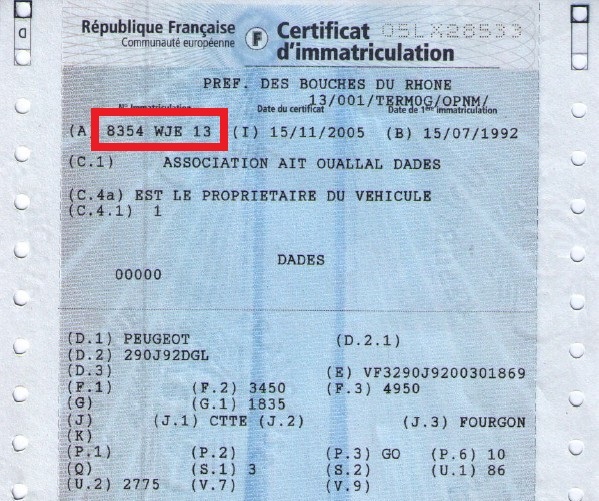 République Française
Communauté européenne
F
Certificat
d'immatriculation
05LX28533
PREF. DES BOUCHES DU RHONE
13/001/TERM0G/OPNM/
N° Immatriculation Date du certificat Date de 1ère immatriculation
(A 8354 WJE 13 (I) 15/11/2005 (B) 15/07/1992
(C.1) ASSOCIATION AIT OUALLAL DADES
(C.4a) EST LE PROPRIETAIRE DU VEHICULE
(C.4.1) 1
DADES
00000
(D.1) PEUGEOT (D.2.1)
(D.2) 290J92DGL
(D.3) (E) VF3290J9200301869
(F.1) (F.2) 3450 (F.3) 4950
(G) (G.1) 1835
(J) (J.1) CTTE (J.2) (J.3) FOURGON
(K)
(P.1) (P.2) (P.3) GO (P.6) 10
(Q) (S.1) 3 (S.2) (U.1) 86
(U.2) 2775 (V.7) (V.9)